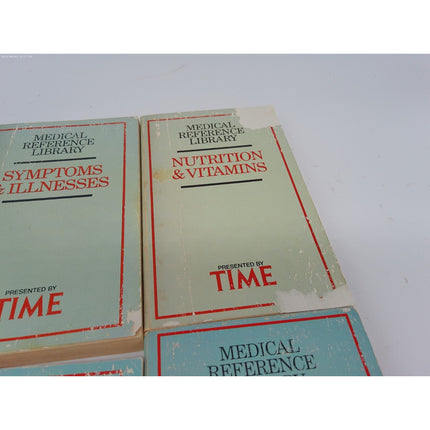 MEDICAL
REFERENCE
LIBRARY
SYMPTOMS
& ILLNESSES
PRESENTED BY
TIME
MEDICAL
REFERENCE
LIBRARY
NUTRITION
& VITAMINS
PRESENTED BY
TIME
MEDICAL
REFERENCE